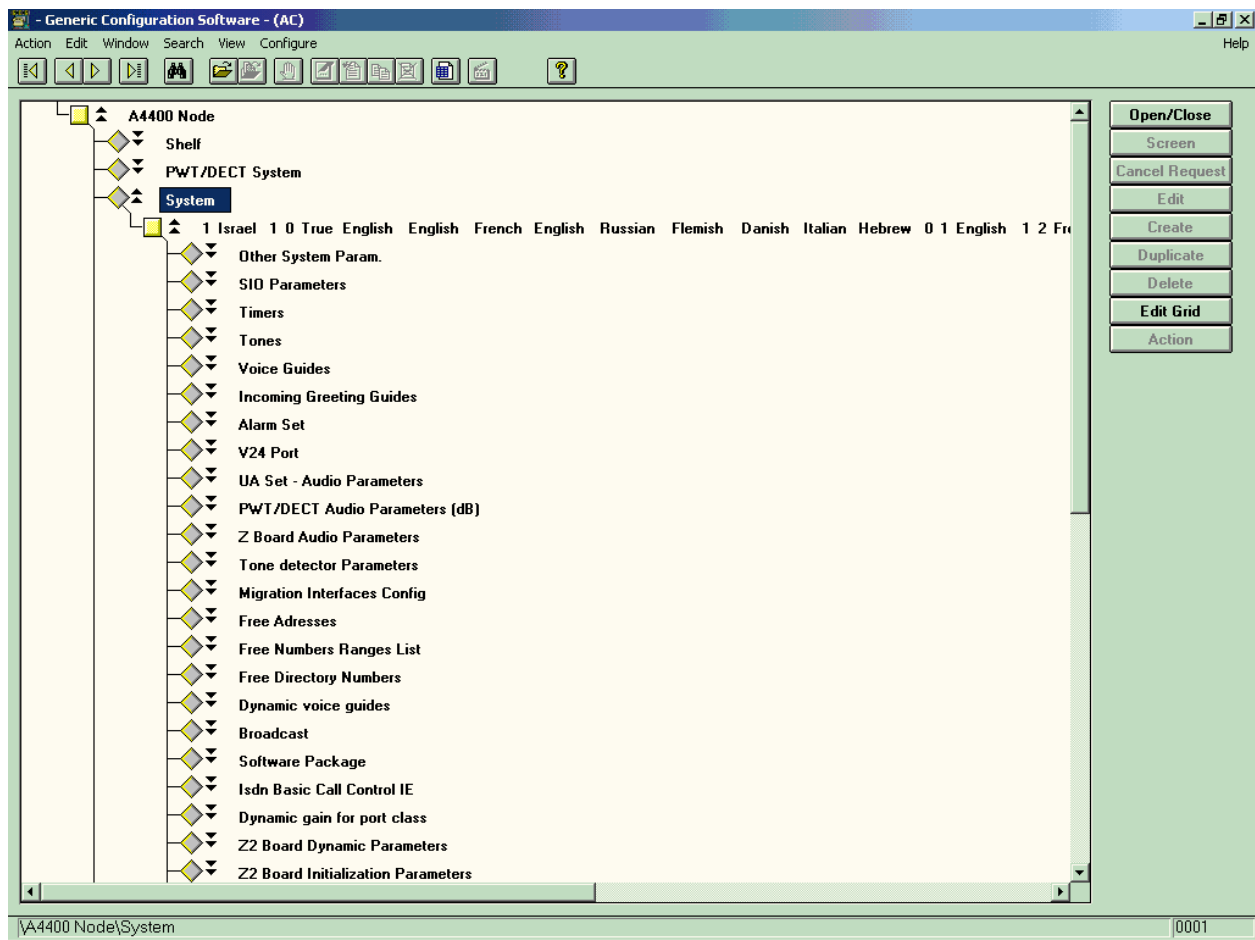 - Generic Configuration Software - (AC)
Action Edit Window Search View Configure Help
A4400 Node
Shelf
PWT/DECT System
System
1 Israel 1 0 True English English French English Russian Flemish Danish Italian Hebrew 0 1 English 1 2
Other System Param.
SIO Parameters
Timers
Tones
Voice Guides
Incoming Greeting Guides
Alarm Set
V24 Port
UA Set - Audio Parameters
PWT/DECT Audio Parameters (dB)
Z Board Audio Parameters
Tone detector Parameters
Migration Interfaces Config
Free Adresses
Free Numbers Ranges List
Free Directory Numbers
Dynamic voice guides
Broadcast
Software Package
Isdn Basic Call Control IE
Dynamic gain for port class
Z2 Board Dynamic Parameters
Z2 Board Initialization Parameters
Open/Close
Screen
Cancel Request
Edit
Create
Duplicate
Delete
Edit Grid
Action
\A4400 Node\System
0001